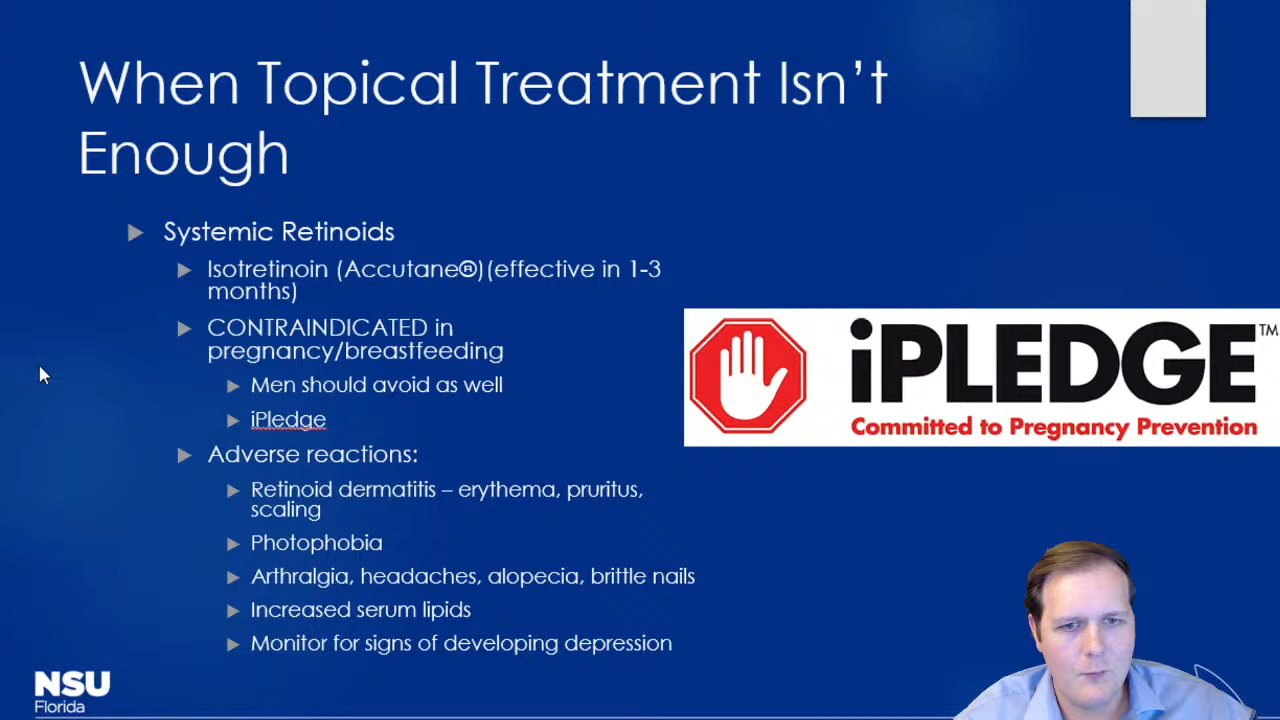 When Topical Treatment Isn’t
Enough
Systemic Retinoids
Isotretinoin (Accutane®)(effective in 1-3
months)
CONTRAINDICATED in
pregnancy/breastfeeding
Men should avoid as well
iPledge
Adverse reactions:
Retinoid dermatitis – erythema, pruritus,
scaling
Photophobia
Arthralgia, headaches, alopecia, brittle nails
Increased serum lipids
Monitor for signs of developing depression
iPLEDGE™
Committed to Pregnancy Prevention
NSU
Florida